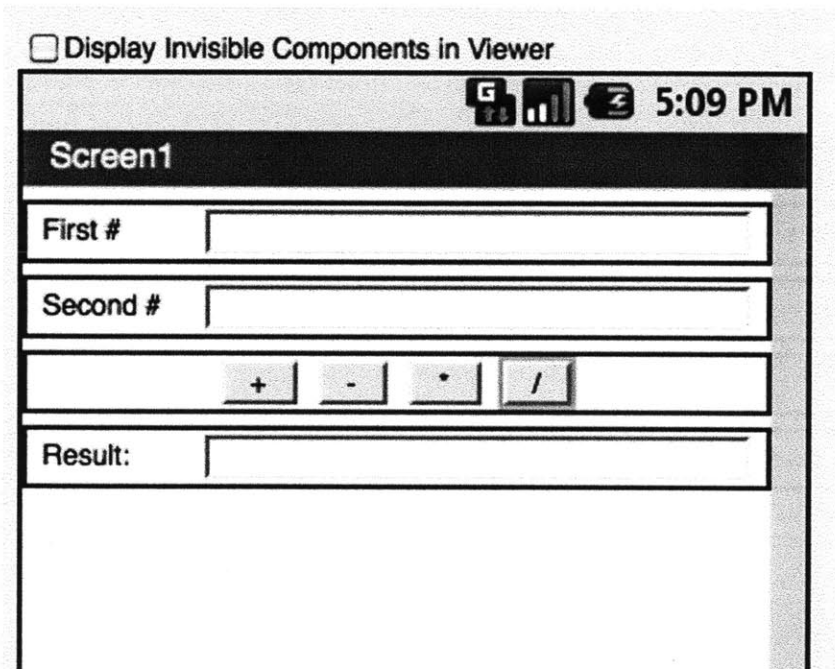 Display Invisible Components in Viewer
G 5:09 PM
Screen1
First #
Second #
+ - * /
Result: